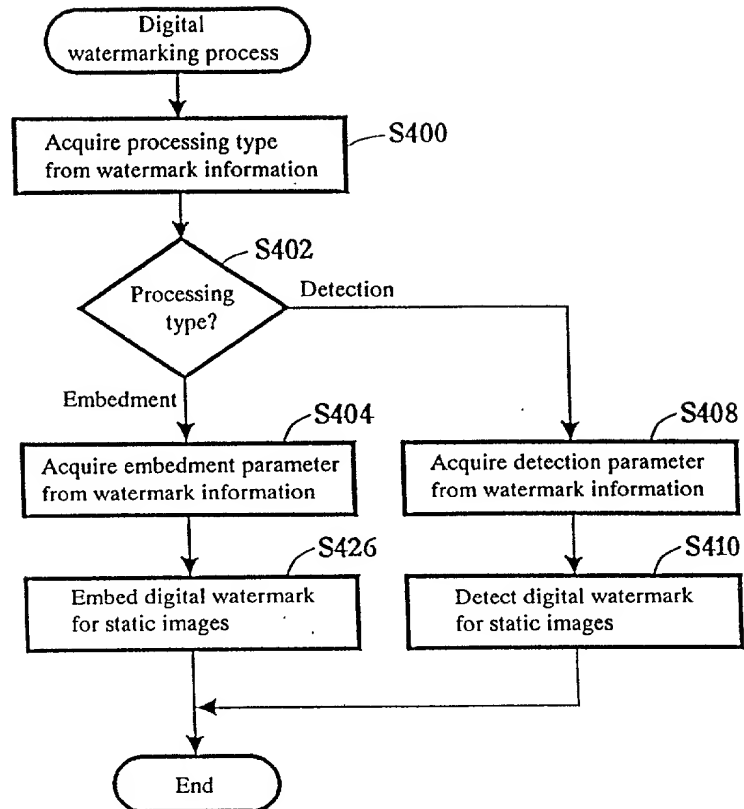 Digital
watermarking process
Acquire processing type
from watermark information
S400
S402
Processing
type?
Detection
Embedment
S404
Acquire embedment parameter
from watermark information
S408
Acquire detection parameter
from watermark information
S426
Embed digital watermark
for static images
S410
Detect digital watermark
for static images
End